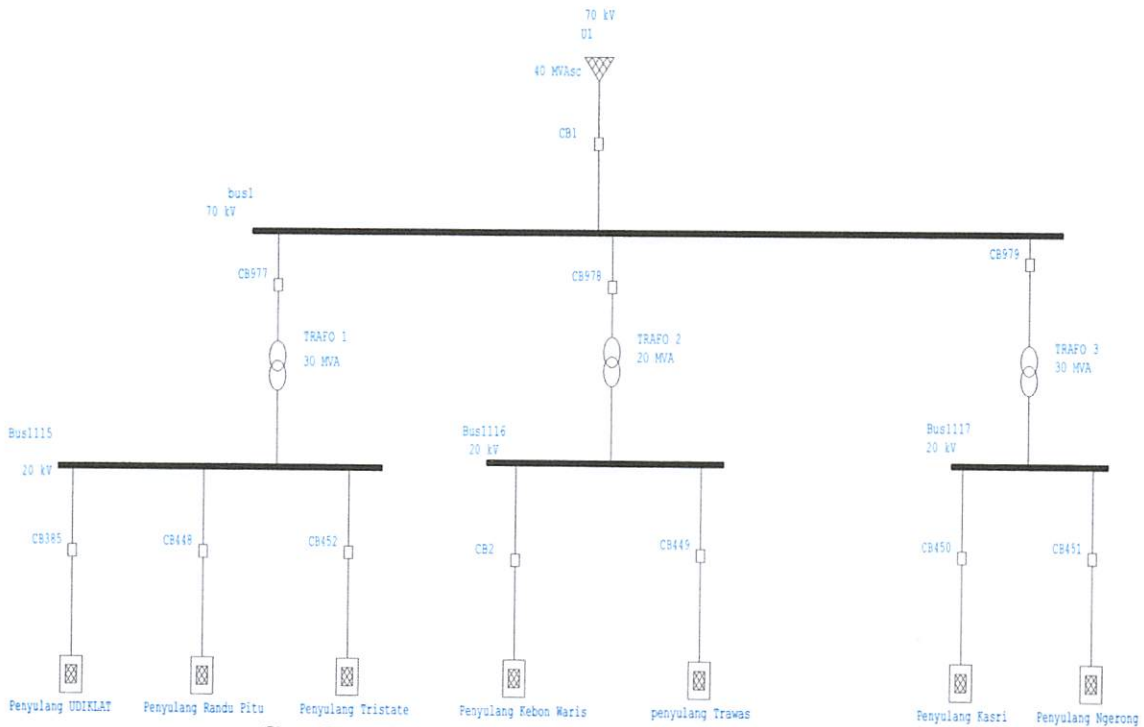 70 kV
U1
40 MVAsc
CB1
bus1
70 kV
CB977
CB978
CB979
TRAFO 1
30 MVA
TRAFO 2
20 MVA
TRAFO 3
30 MVA
Bus1115
20 kV
Bus1116
20 kV
Bus1117
20 kV
CB385
CB448
CB452
CB2
CB449
CB450
CB451
Penyulang UDIKLAT
Penyulang Randu Pitu
Penyulang Tristate
Penyulang Kebon Waris
penyulang Trawas
Penyulang Kasri
Penyulang Ngerong